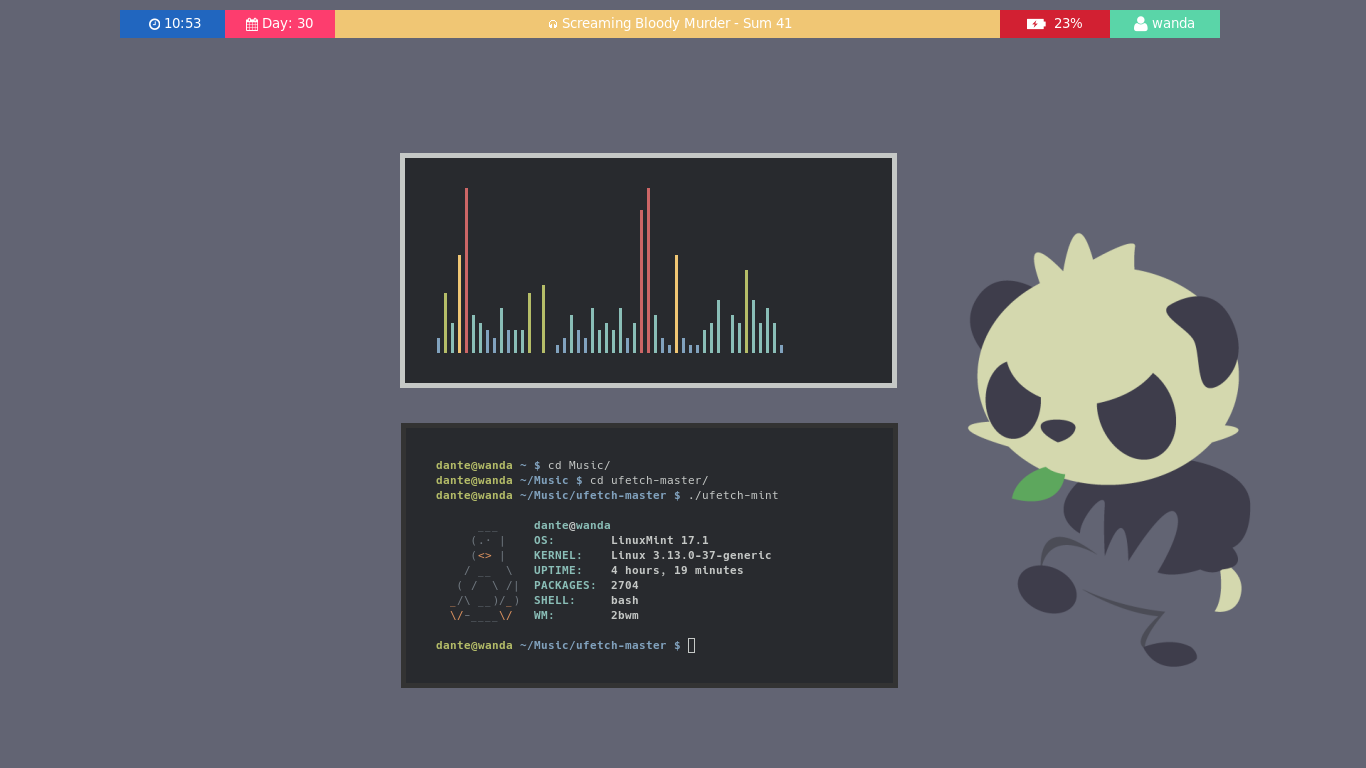 10:53 Day: 30 Screaming Bloody Murder - Sum 41 23% wanda
dante@wanda ~ $ cd Music/
dante@wanda ~/Music $ cd ufetch-master/
dante@wanda ~/Music/ufetch-master $ ./ufetch-mint
___ dante@wanda
(.· | OS: LinuxMint 17.1
(<> | KERNEL: Linux 3.13.0-37-generic
/ __ \ UPTIME: 4 hours, 19 minutes
( / \ /| PACKAGES: 2704
_/\ __)/_) SHELL: bash
\/-____\/ WM: 2bwm
dante@wanda ~/Music/ufetch-master $